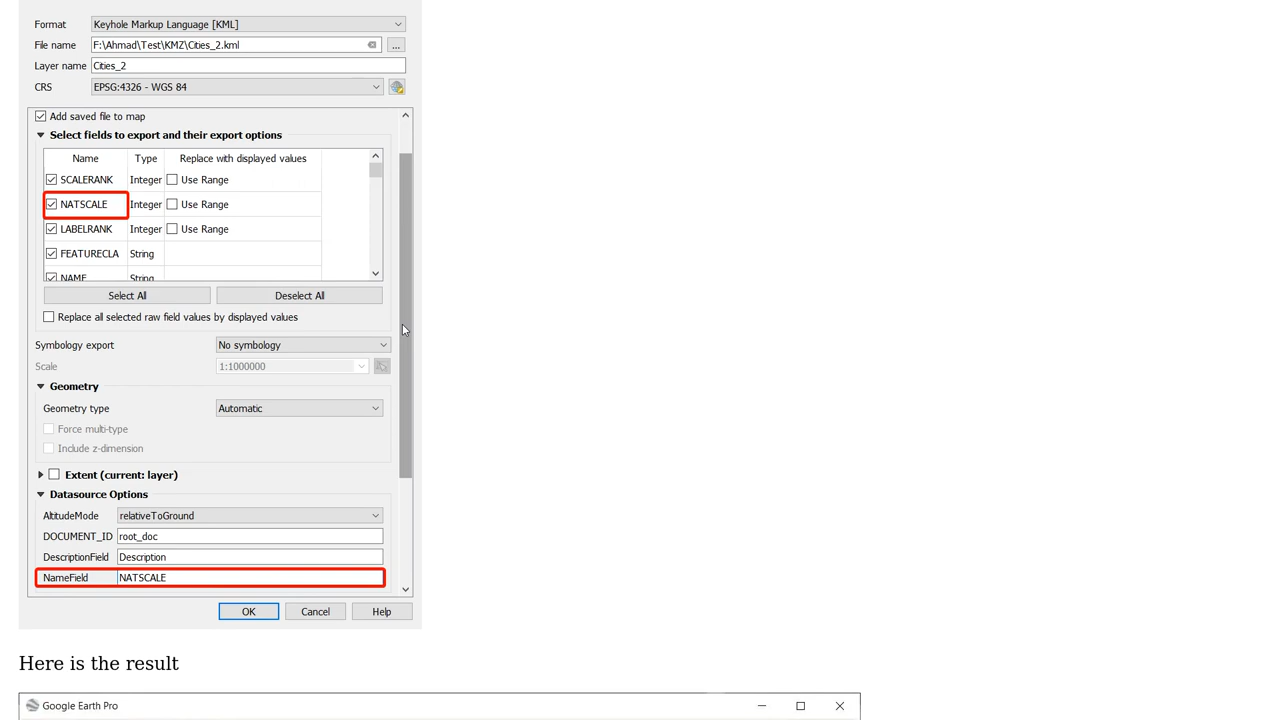 Format Keyhole Markup Language [KML]
File name F:\Ahmad\Test\KMZ\Cities_2.kml ...
Layer name Cities_2
CRS EPSG:4326 - WGS 84
Add saved file to map
Select fields to export and their export options
Name Type Replace with displayed values
SCALERANK Integer Use Range
NATSCALE Integer Use Range
LABELRANK Integer Use Range
FEATURECLA String
NAME String
Select All Deselect All
Replace all selected raw field values by displayed values
Symbology export No symbology
Scale 1:1000000
Geometry
Geometry type Automatic
Force multi-type
Include z-dimension
Extent (current: layer)
Datasource Options
AltitudeMode relativeToGround
DOCUMENT_ID root_doc
DescriptionField Description
NameField NATSCALE
OK Cancel Help
Here is the result
Google Earth Pro